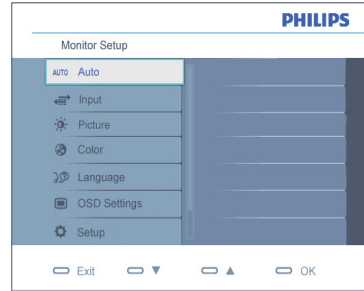 PHILIPS
Monitor Setup
AUTO Auto
Input
Picture
Color
Language
OSD Settings
Setup
Exit ▼ ▲ OK